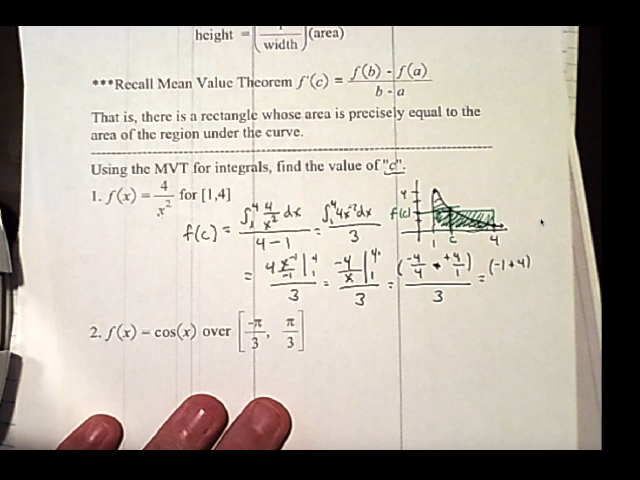 height = (1/width)(area)
***Recall Mean Value Theorem f'(c) = (f(b) - f(a))/(b - a)
That is, there is a rectangle whose area is precisely equal to the
area of the region under the curve.
Using the MVT for integrals, find the value of "c".
1. f(x) = 4/x² for [1,4]
f(c) = (∫₁⁴ 4/x² dx)/(4-1) = (∫₁⁴ 4x⁻² dx)/3
4
f(c)
1 c 4
= (4x⁻¹/-1 |₁⁴)/3 = (-4/x |₁⁴)/3 = (-4/4 + +4/1)/3 = (-1+4)
2. f(x) = cos(x) over [-π/3, π/3]